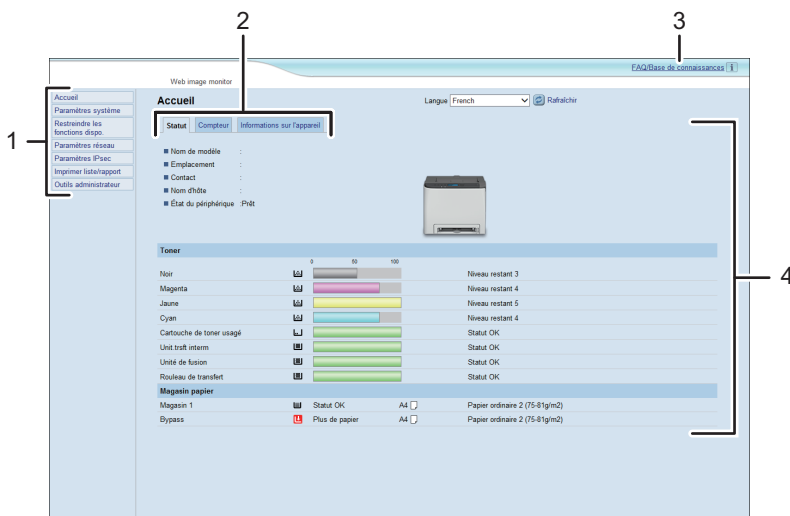 2
3
FAQ/Base de connaissances
Web image monitor
1
Accueil
Paramètres système
Restreindre les
fonctions dispo.
Paramètres réseau
Paramètres IPsec
Imprimer liste/rapport
Outils administrateur
Accueil
Langue French Rafraîchir
Statut Compteur Informations sur l'appareil
Nom de modèle :
Emplacement :
Contact :
Nom d'hôte :
État du périphérique :Prêt
4
Toner
0 50 100
Noir Niveau restant 3
Magenta Niveau restant 4
Jaune Niveau restant 5
Cyan Niveau restant 4
Cartouche de toner usagé Statut OK
Unit.trsft interm Statut OK
Unité de fusion Statut OK
Rouleau de transfert Statut OK
Magasin papier
Magasin 1 Statut OK A4 Papier ordinaire 2 (75-81g/m2)
Bypass Plus de papier A4 Papier ordinaire 2 (75-81g/m2)